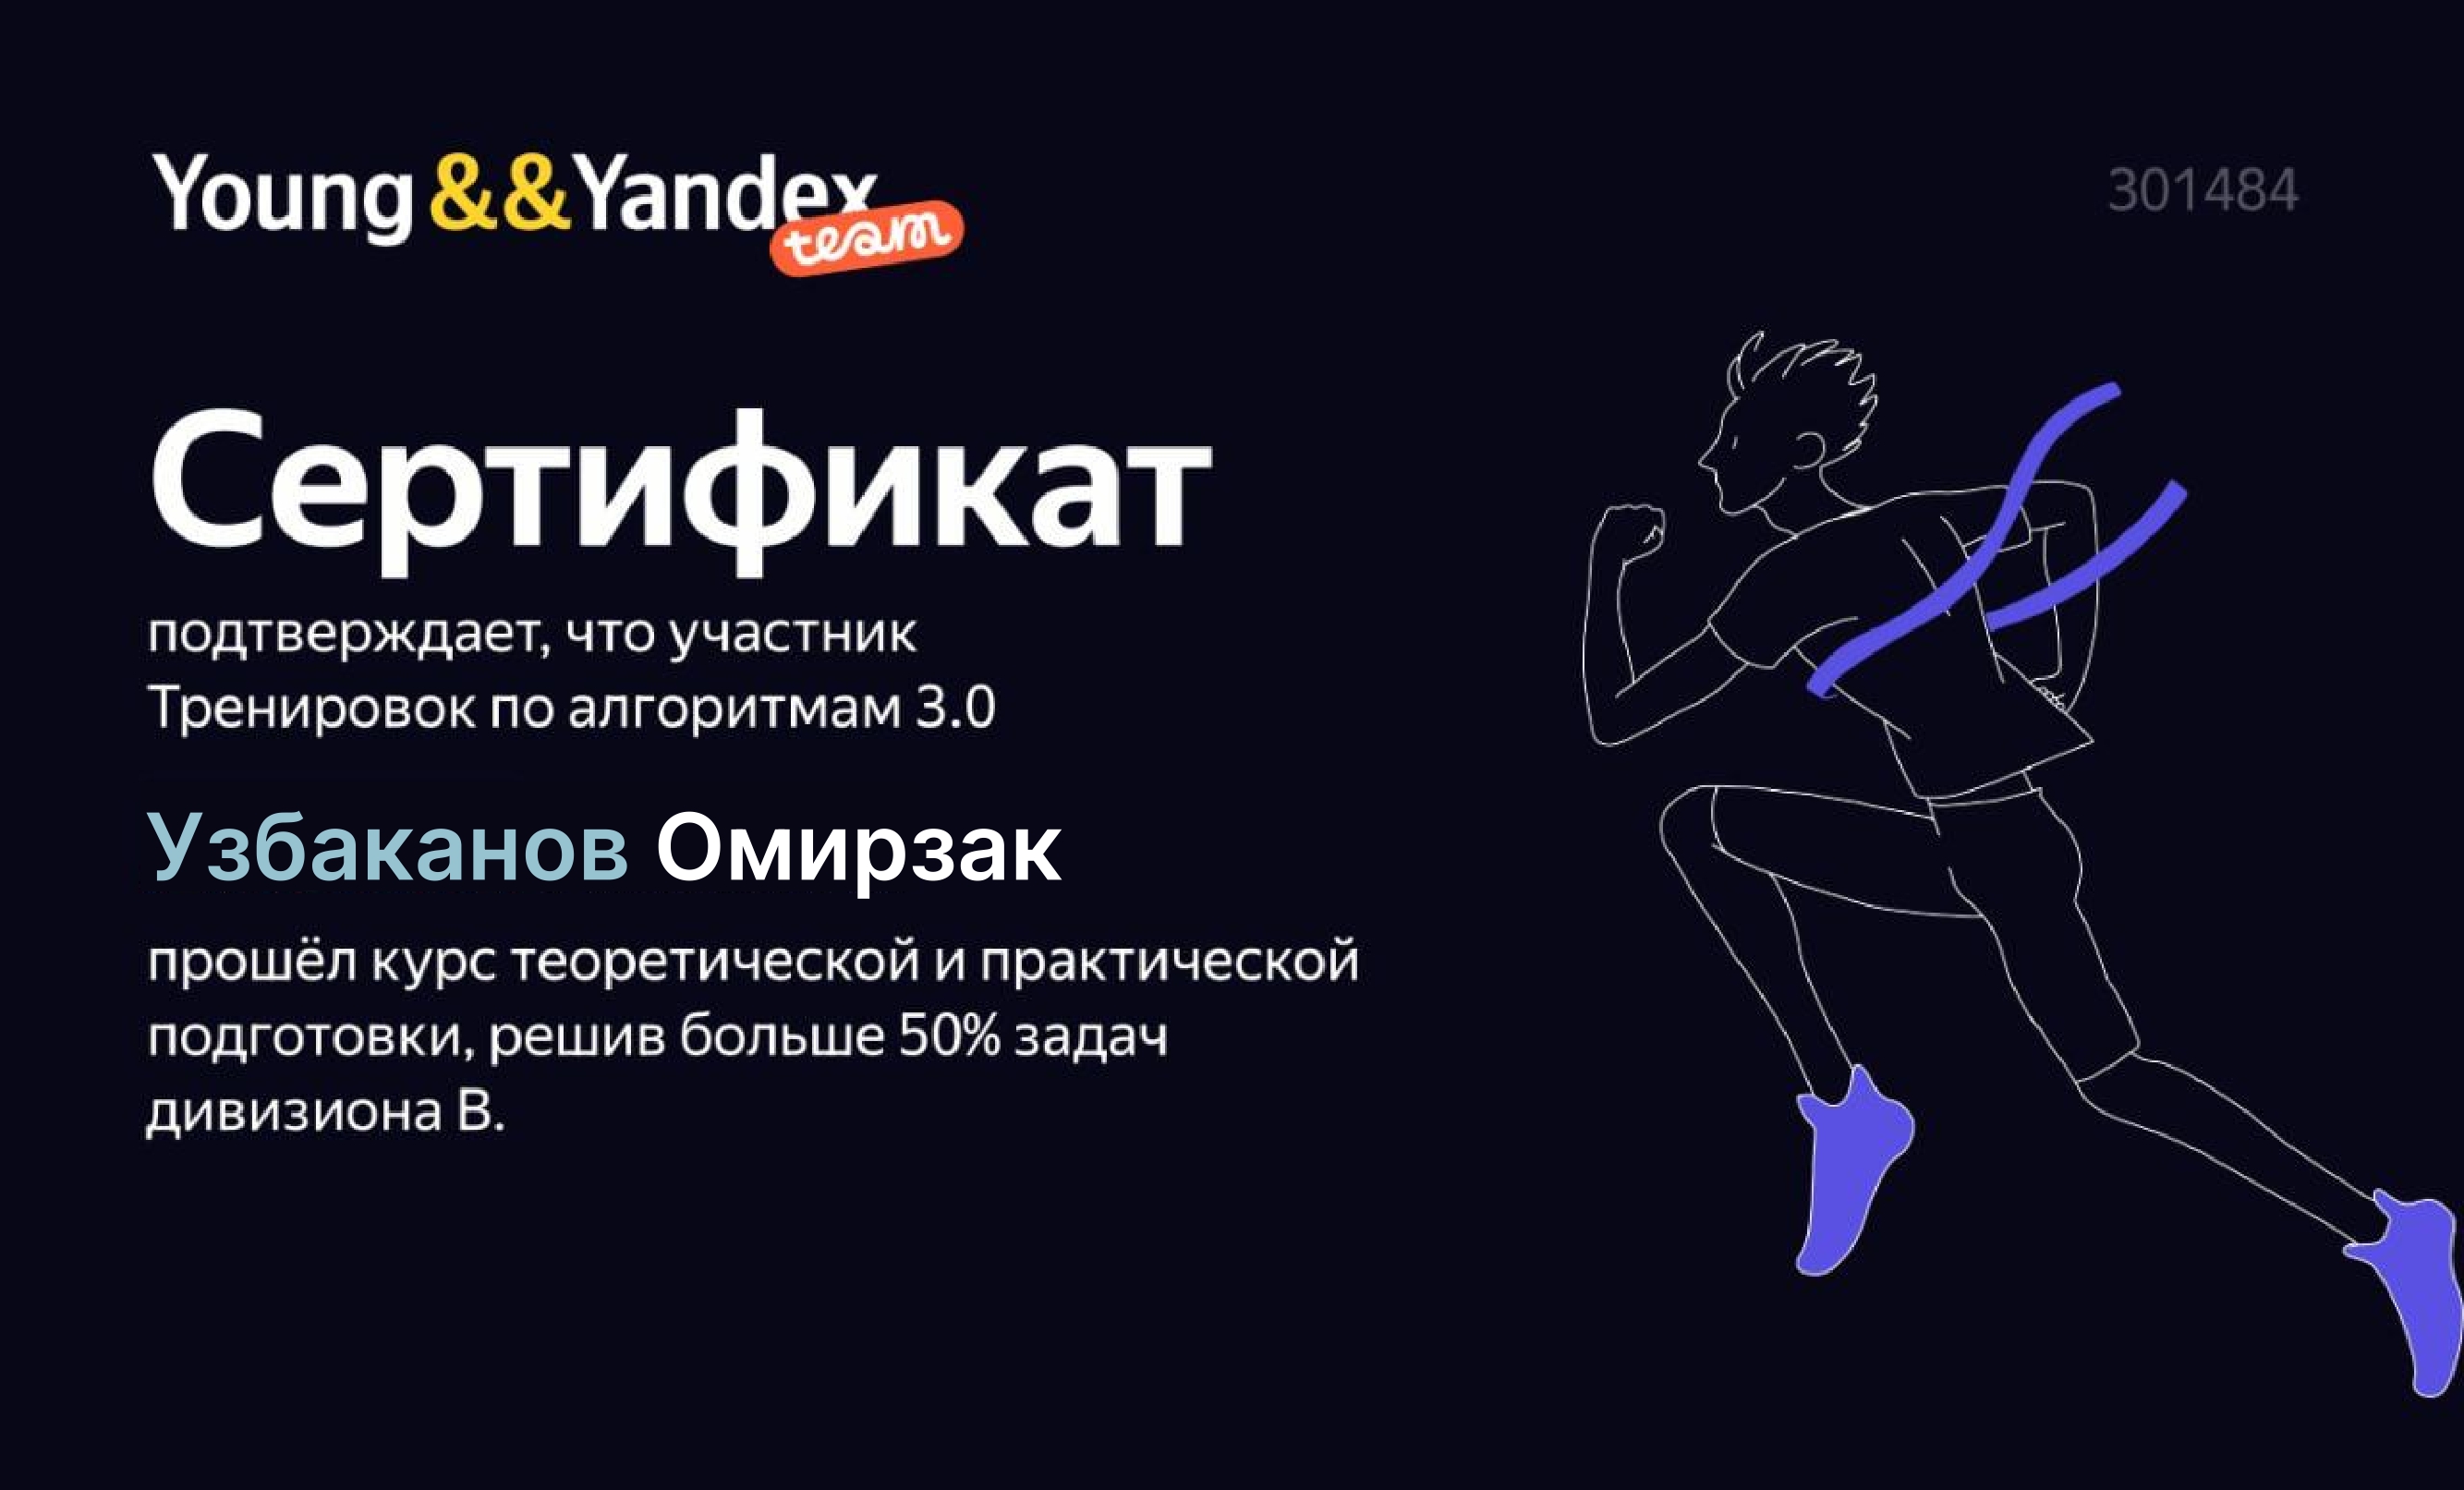 Young && Yandex
team
301484
Сертификат
подтверждает, что участник
Тренировок по алгоритмам 3.0
Узбаканов Омирзак
прошёл курс теоретической и практической
подготовки, решив больше 50% задач
дивизиона B.